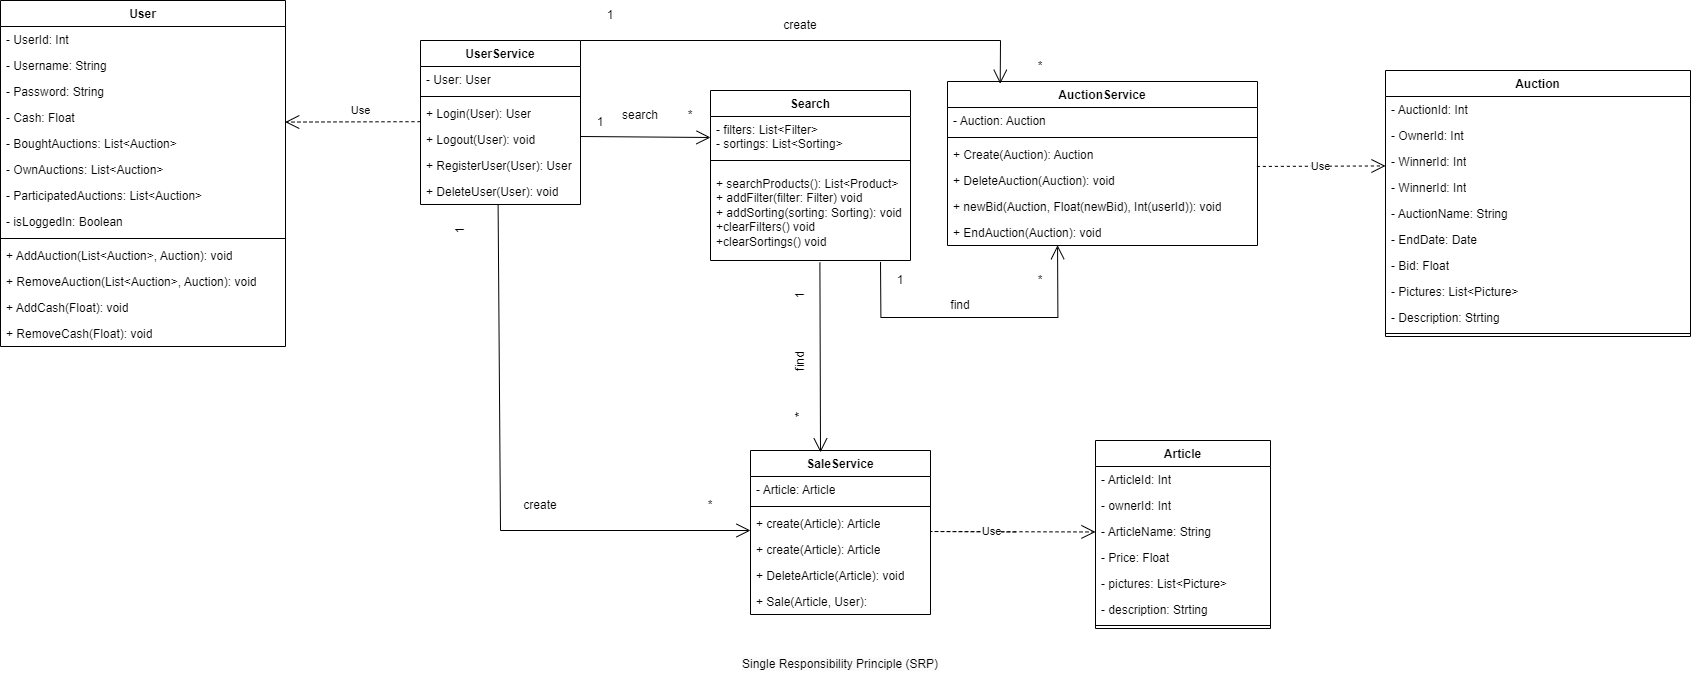 User
- UserId: Int
- Username: String
- Password: String
- Cash: Float
- BoughtAuctions: List<Auction>
- OwnAuctions: List<Auction>
- ParticipatedAuctions: List<Auction>
- isLoggedIn: Boolean
+ AddAuction(List<Auction>, Auction): void
+ RemoveAuction(List<Auction>, Auction): void
+ AddCash(Float): void
+ RemoveCash(Float): void
Use
UserService
- User: User
+ Login(User): User
+ Logout(User): void
+ RegisterUser(User): User
+ DeleteUser(User): void
1
create
*
1
search
*
Search
- filters: List<Filter>
- sortings: List<Sorting>
+ searchProducts(): List<Product>
+ addFilter(filter: Filter) void
+ addSorting(sorting: Sorting): void
+clearFilters() void
+clearSortings() void
AuctionService
- Auction: Auction
+ Create(Auction): Auction
+ DeleteAuction(Auction): void
+ newBid(Auction, Float(newBid), Int(userId)): void
+ EndAuction(Auction): void
Use
Auction
- AuctionId: Int
- OwnerId: Int
- WinnerId: Int
- WinnerId: Int
- AuctionName: String
- EndDate: Date
- Bid: Float
- Pictures: List<Picture>
- Description: Strting
1
find
*
1
find
*
1
create
*
SaleService
- Article: Article
+ create(Article): Article
+ create(Article): Article
+ DeleteArticle(Article): void
+ Sale(Article, User):
Use
Article
- ArticleId: Int
- ownerId: Int
- ArticleName: String
- Price: Float
- pictures: List<Picture>
- description: Strting
Single Responsibility Principle (SRP)